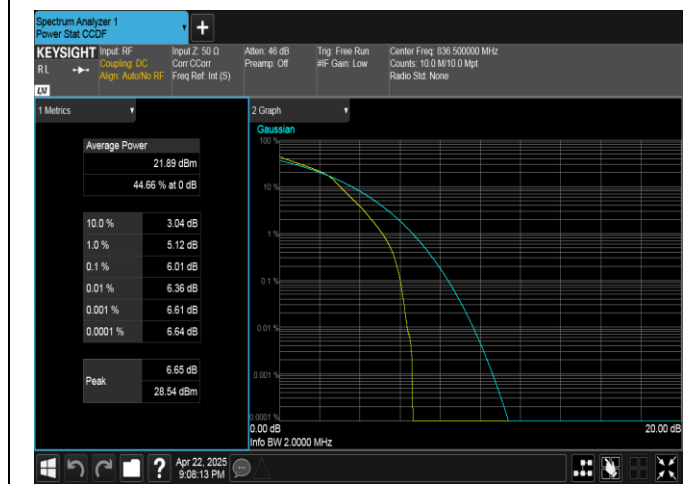 Spectrum Analyzer 1
Power Stat CCDF
+
KEYSIGHT
RL
LXI
Input: RF
Coupling: DC
Align: Auto/No RF
Input Z: 50 Ω
Corr CCorr
Freq Ref: Int (S)
Atten: 46 dB
Preamp: Off
Trig: Free Run
#IF Gain: Low
Center Freq: 836.500000 MHz
Counts: 10.0 M/10.0 Mpt
Radio Std: None
1 Metrics
Average Power
21.89 dBm
44.66 % at 0 dB
10.0 % 3.04 dB
1.0 % 5.12 dB
0.1 % 6.01 dB
0.01 % 6.36 dB
0.001 % 6.61 dB
0.0001 % 6.64 dB
Peak
6.65 dB
28.54 dBm
2 Graph
Gaussian
100 %
10 %
1 %
0.1 %
0.01 %
0.001 %
0.0001 %
0.00 dB 20.00 dB
Info BW 2.0000 MHz
?
Apr 22, 2025
9:08:13 PM